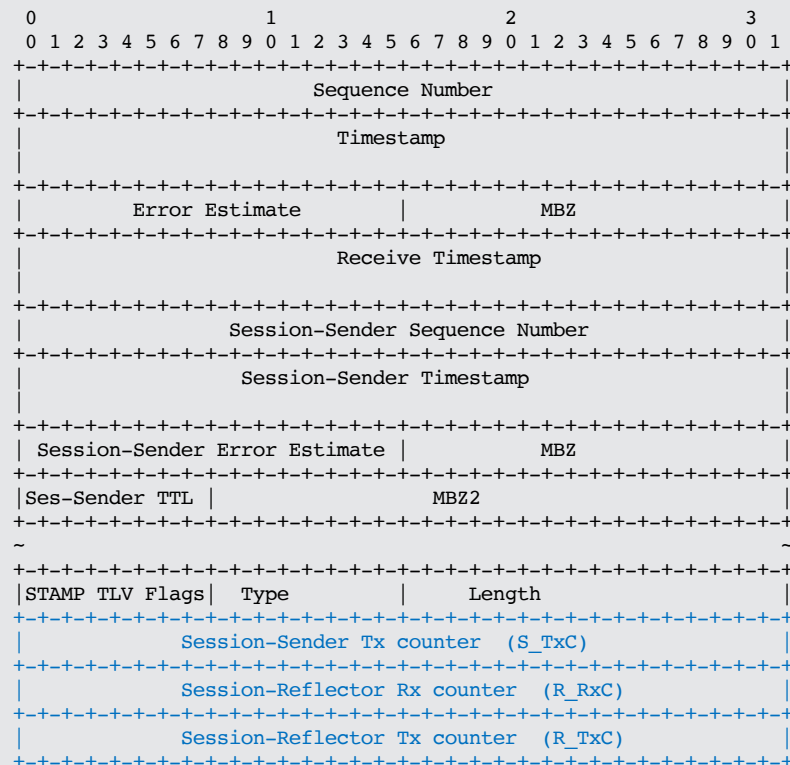 0                   1                   2                   3
 0 1 2 3 4 5 6 7 8 9 0 1 2 3 4 5 6 7 8 9 0 1 2 3 4 5 6 7 8 9 0 1
+-+-+-+-+-+-+-+-+-+-+-+-+-+-+-+-+-+-+-+-+-+-+-+-+-+-+-+-+-+-+-+-+
|                        Sequence Number                        |
+-+-+-+-+-+-+-+-+-+-+-+-+-+-+-+-+-+-+-+-+-+-+-+-+-+-+-+-+-+-+-+-+
|                          Timestamp                            |
|                                                               |
+-+-+-+-+-+-+-+-+-+-+-+-+-+-+-+-+-+-+-+-+-+-+-+-+-+-+-+-+-+-+-+-+
|         Error Estimate        |           MBZ                 |
+-+-+-+-+-+-+-+-+-+-+-+-+-+-+-+-+-+-+-+-+-+-+-+-+-+-+-+-+-+-+-+-+
|                          Receive Timestamp                    |
|                                                               |
+-+-+-+-+-+-+-+-+-+-+-+-+-+-+-+-+-+-+-+-+-+-+-+-+-+-+-+-+-+-+-+-+
|                 Session-Sender Sequence Number                |
+-+-+-+-+-+-+-+-+-+-+-+-+-+-+-+-+-+-+-+-+-+-+-+-+-+-+-+-+-+-+-+-+
|                  Session-Sender Timestamp                     |
|                                                               |
+-+-+-+-+-+-+-+-+-+-+-+-+-+-+-+-+-+-+-+-+-+-+-+-+-+-+-+-+-+-+-+-+
| Session-Sender Error Estimate |           MBZ                 |
+-+-+-+-+-+-+-+-+-+-+-+-+-+-+-+-+-+-+-+-+-+-+-+-+-+-+-+-+-+-+-+-+
|Ses-Sender TTL |                  MBZ2                         |
+-+-+-+-+-+-+-+-+-+-+-+-+-+-+-+-+-+-+-+-+-+-+-+-+-+-+-+-+-+-+-+-+
~                                                               ~
+-+-+-+-+-+-+-+-+-+-+-+-+-+-+-+-+-+-+-+-+-+-+-+-+-+-+-+-+-+-+-+-+
|STAMP TLV Flags|  Type         |     Length                    |
+-+-+-+-+-+-+-+-+-+-+-+-+-+-+-+-+-+-+-+-+-+-+-+-+-+-+-+-+-+-+-+-+
|             Session-Sender Tx counter  (S_TxC)                |
+-+-+-+-+-+-+-+-+-+-+-+-+-+-+-+-+-+-+-+-+-+-+-+-+-+-+-+-+-+-+-+-+
|             Session-Reflector Rx counter  (R_RxC)             |
+-+-+-+-+-+-+-+-+-+-+-+-+-+-+-+-+-+-+-+-+-+-+-+-+-+-+-+-+-+-+-+-+
|             Session-Reflector Tx counter  (R_TxC)             |
+-+-+-+-+-+-+-+-+-+-+-+-+-+-+-+-+-+-+-+-+-+-+-+-+-+-+-+-+-+-+-+-+